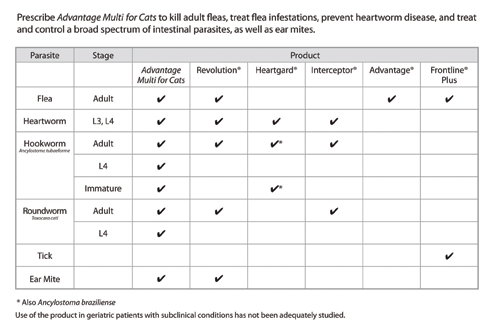 Prescribe Advantage Multi for Cats to kill adult fleas, treat flea infestations, prevent heartworm disease, and treat
and control a broad spectrum of intestinal parasites, as well as ear mites.
Parasite Stage Product
Advantage Multi for Cats Revolution® Heartgard® Interceptor® Advantage® Frontline® Plus
Flea Adult ✔ ✔ ✔ ✔
Heartworm L3, L4 ✔ ✔ ✔ ✔
Hookworm Adult ✔ ✔ ✔* ✔
Ancylostoma tubaeforme
L4 ✔
Immature ✔ ✔*
Roundworm Adult ✔ ✔ ✔
Toxocara cati
L4 ✔
Tick ✔
Ear Mite ✔ ✔
* Also Ancylostoma braziliense
Use of the product in geriatric patients with subclinical conditions has not been adequately studied.